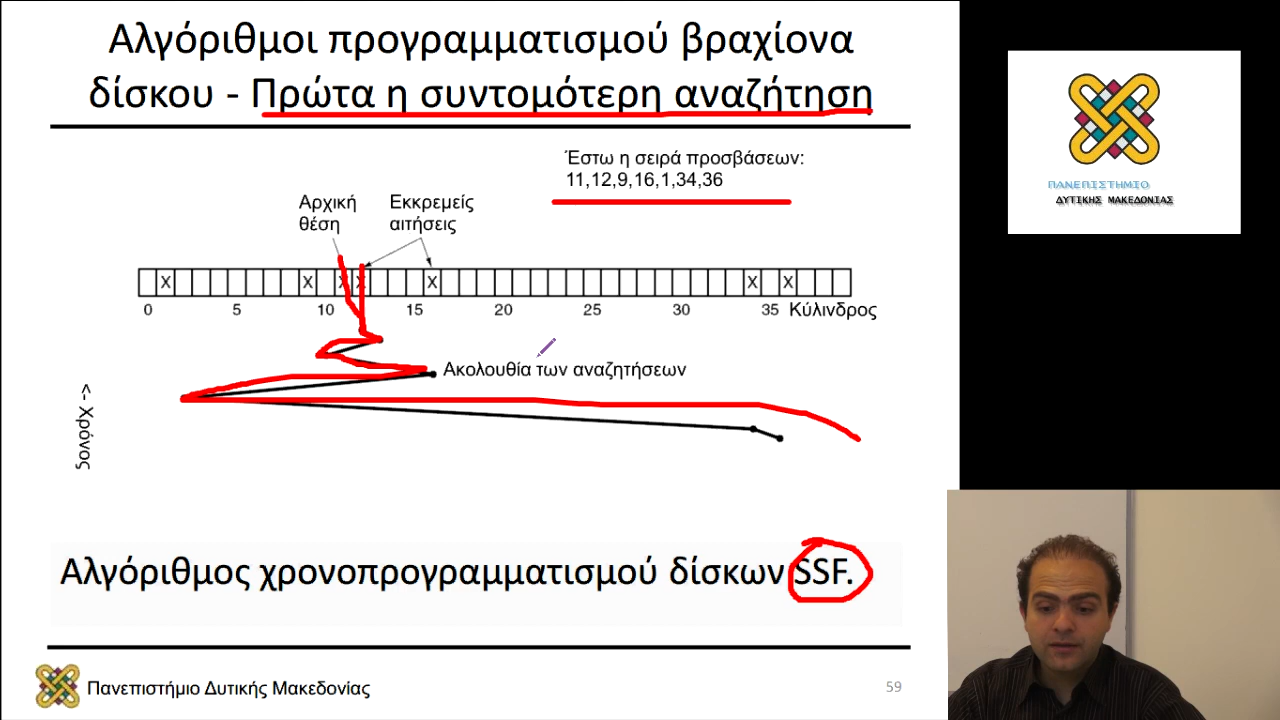 Αλγόριθμοι προγραμματισμού βραχίονα
δίσκου - Πρώτα η συντομότερη αναζήτηση
Έστω η σειρά προσβάσεων:
11,12,9,16,1,34,36
Αρχική
θέση
Εκκρεμείς
αιτήσεις
X X X X X X X
0 5 10 15 20 25 30 35 Κύλινδρος
Ακολουθία των αναζητήσεων
-> Χρόνος
Αλγόριθμος χρονοπρογραμματισμού δίσκων SSF.
Πανεπιστήμιο Δυτικής Μακεδονίας
59
ΠΑΝΕΠΙΣΤΗΜΙΟ
ΔΥΤΙΚΗΣ ΜΑΚΕΔΟΝΙΑΣ